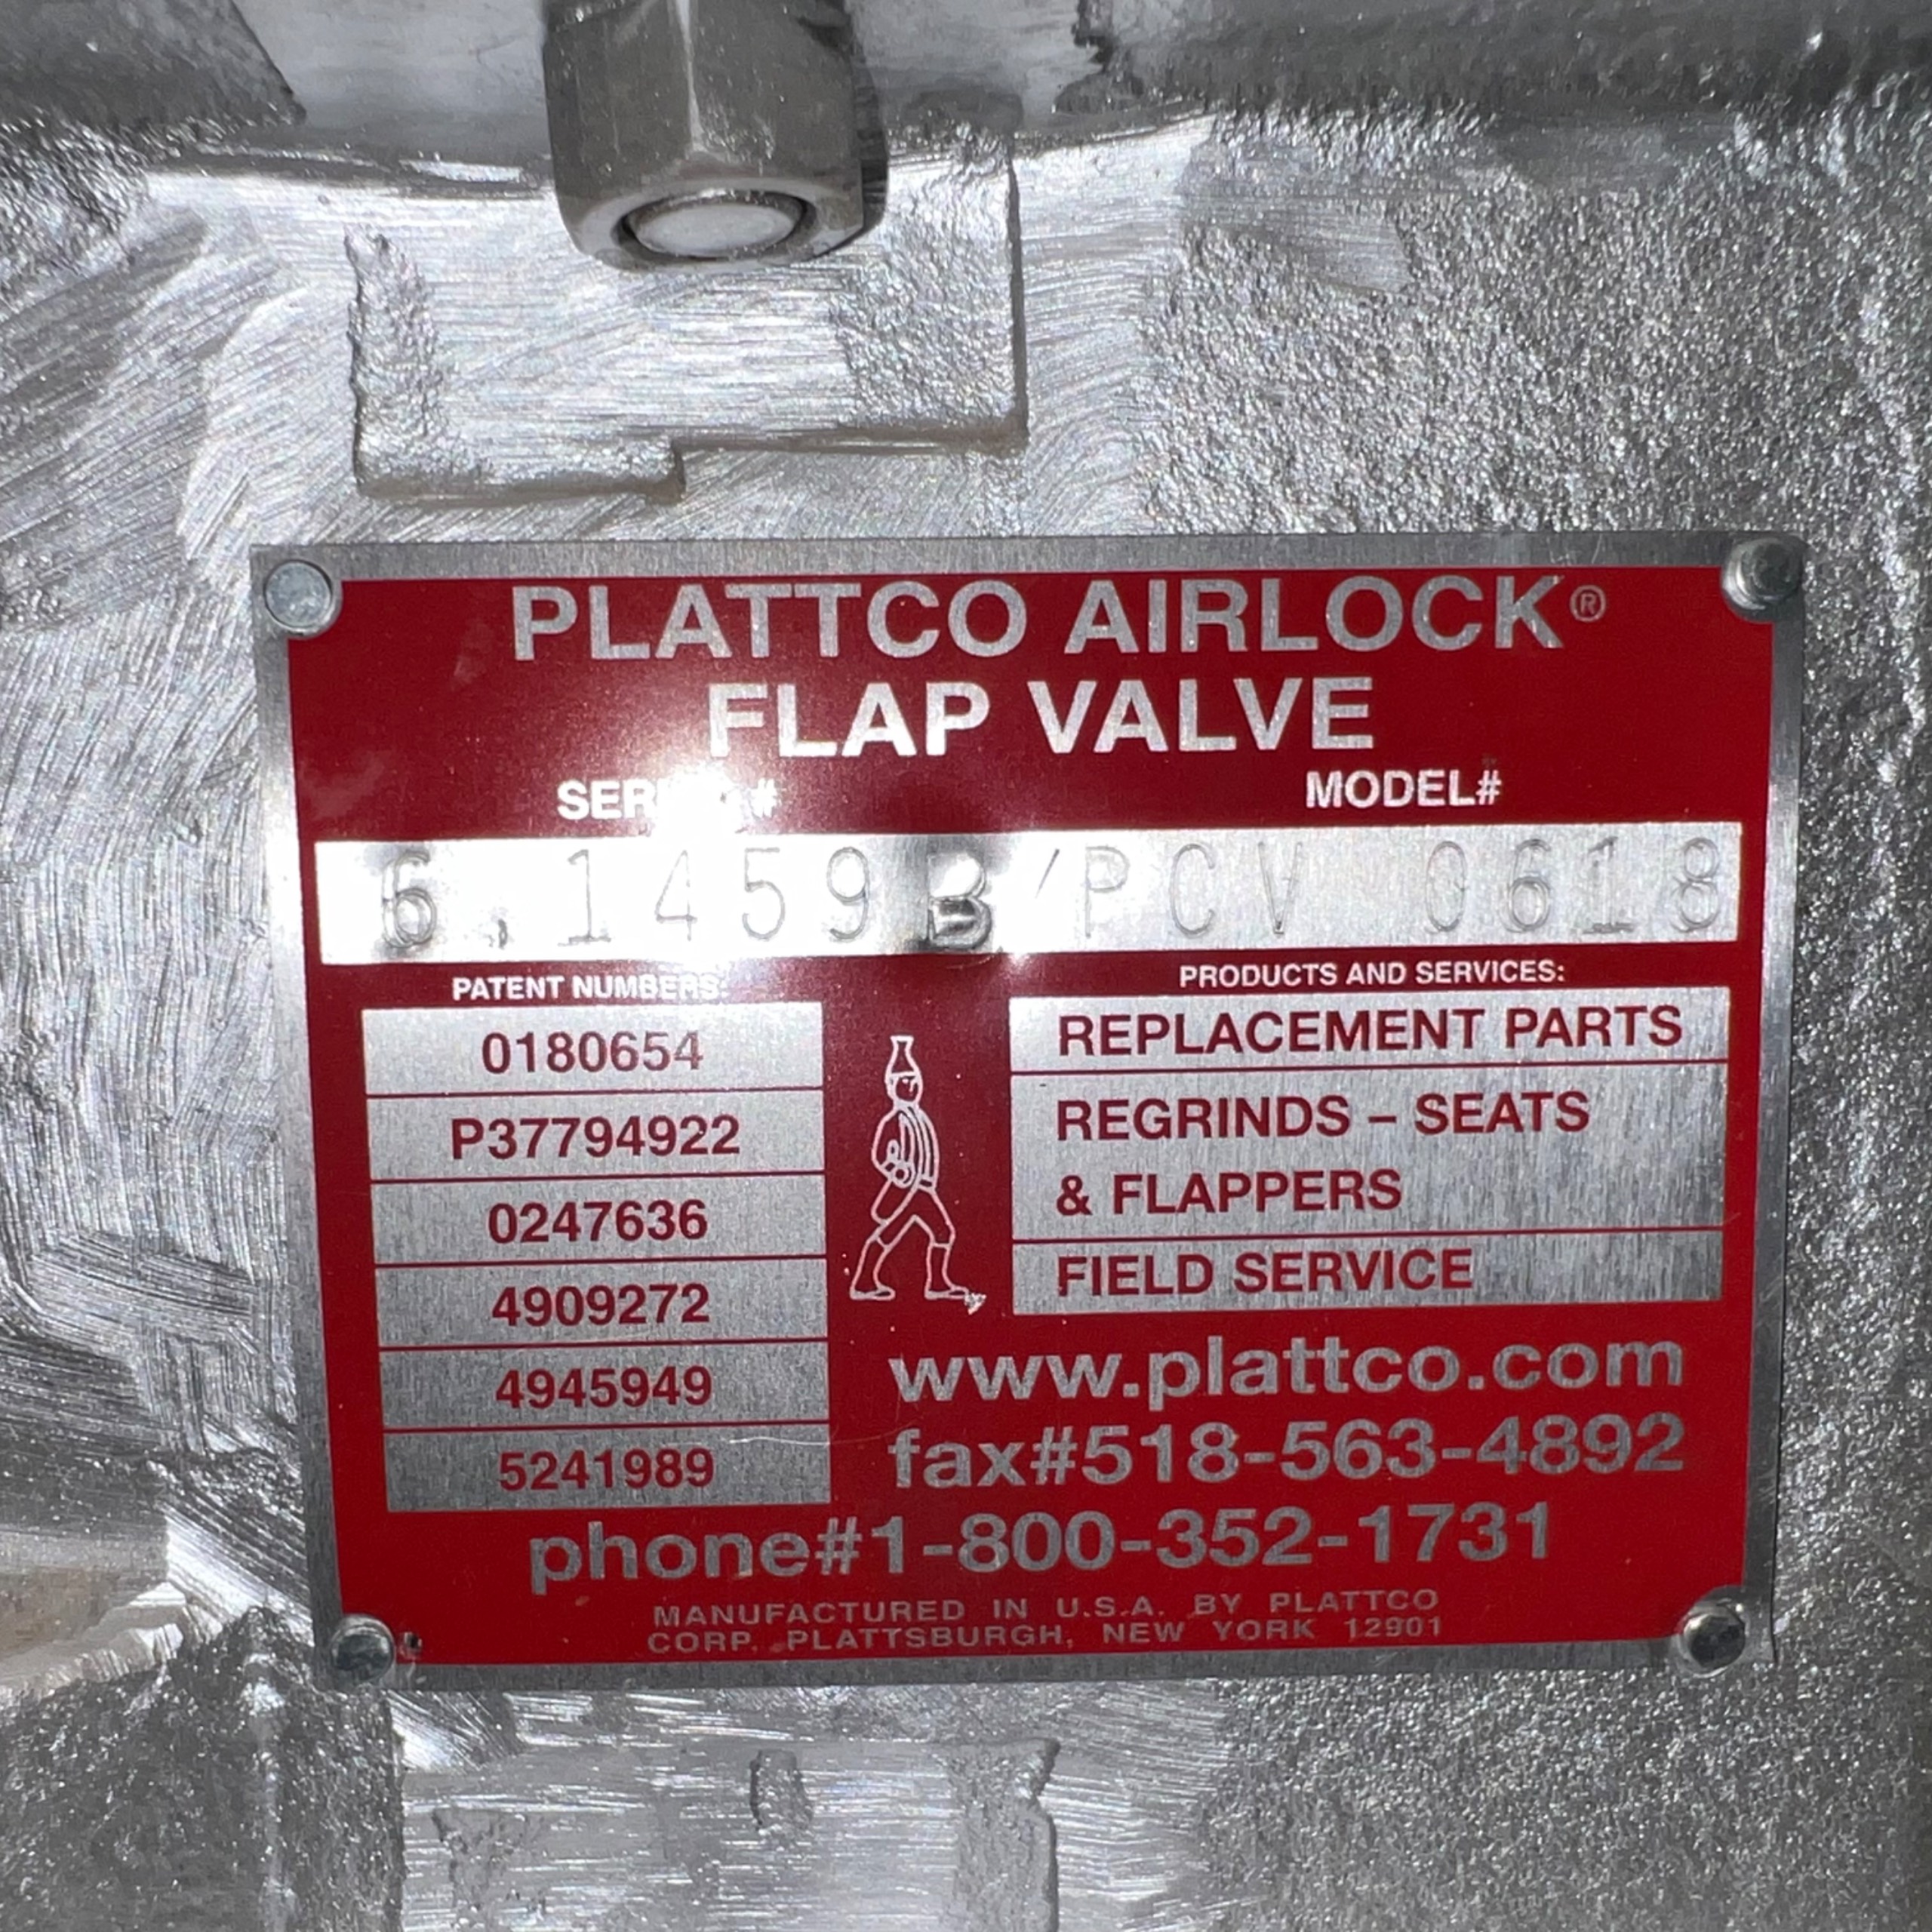 PLATTCO AIRLOCK®
FLAP VALVE
SERIAL# MODEL#
6.1459B/PCV 0618
PATENT NUMBERS:
0180654
P37794922
0247636
4909272
4945949
5241989
PRODUCTS AND SERVICES:
REPLACEMENT PARTS
REGRINDS – SEATS
& FLAPPERS
FIELD SERVICE
www.plattco.com
fax#518-563-4892
phone#1-800-352-1731
MANUFACTURED IN U.S.A. BY PLATTCO
CORP. PLATTSBURGH, NEW YORK 12901